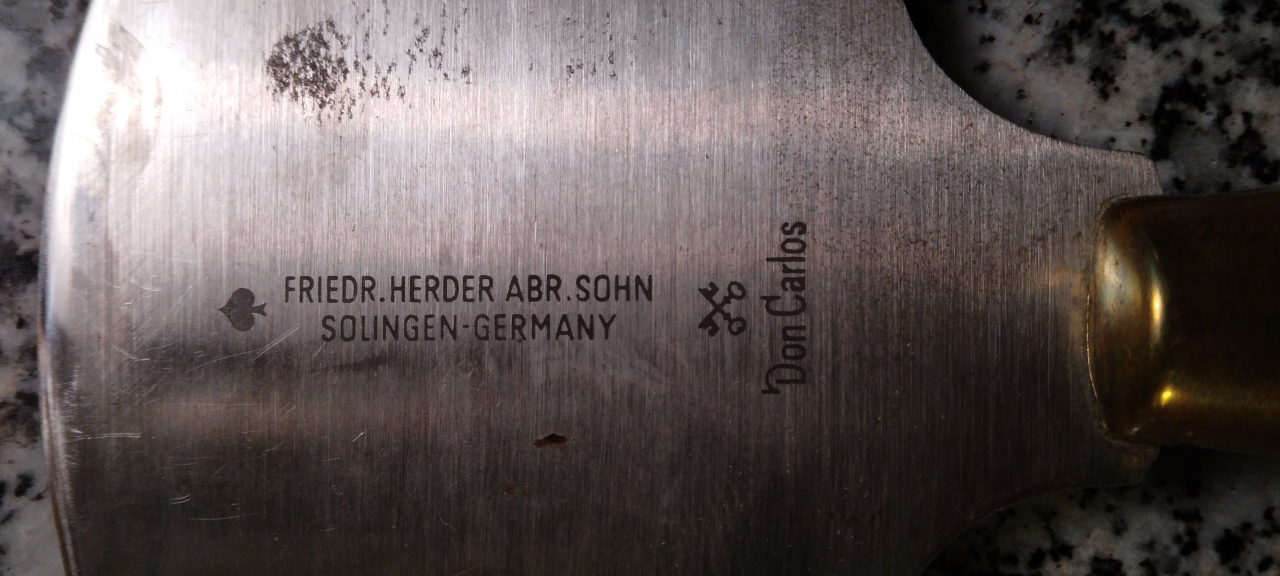 FRIEDR.HERDER ABR.SOHN
SOLINGEN-GERMANY
Don Carlos